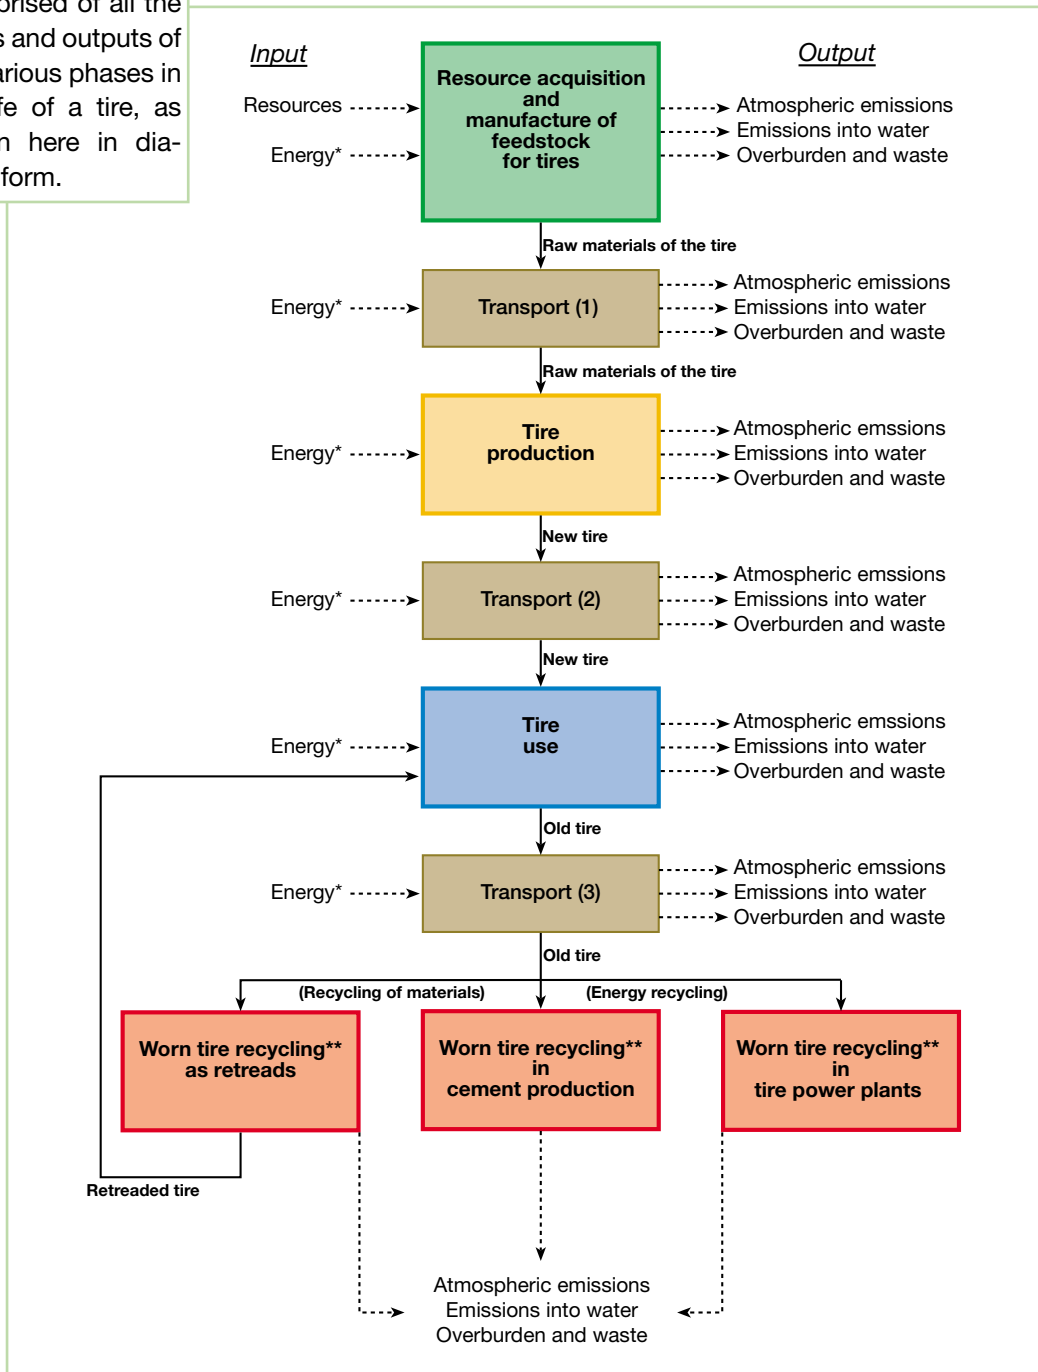 prised of all the
s and outputs of
arious phases in
fe of a tire, as
n here in dia-
form.
Input
Output
Resource acquisition
and
manufacture of
feedstock
for tires
Resources
Energy*
Atmospheric emissions
Emissions into water
Overburden and waste
Raw materials of the tire
Energy*
Transport (1)
Atmospheric emissions
Emissions into water
Overburden and waste
Raw materials of the tire
Energy*
Tire
production
Atmospheric emssions
Emissions into water
Overburden and waste
New tire
Energy*
Transport (2)
Atmospheric emssions
Emissions into water
Overburden and waste
New tire
Energy*
Tire
use
Atmospheric emssions
Emissions into water
Overburden and waste
Old tire
Energy*
Transport (3)
Atmospheric emssions
Emissions into water
Overburden and waste
Old tire
(Recycling of materials)
(Energy recycling)
Worn tire recycling**
as retreads
Worn tire recycling**
in
cement production
Worn tire recycling**
in
tire power plants
Retreaded tire
Atmospheric emissions
Emissions into water
Overburden and waste